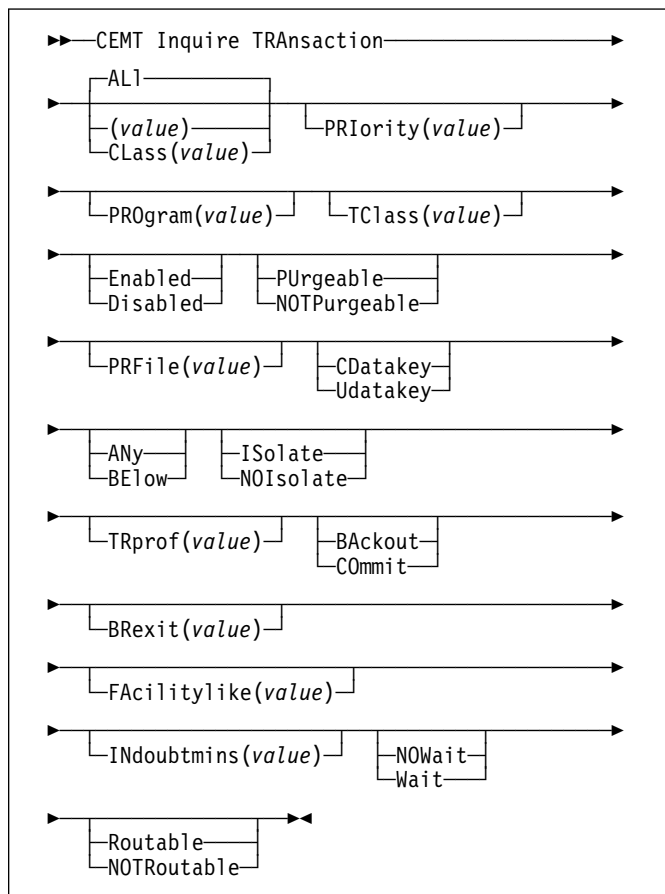 CEMT Inquire TRAnsaction
ALl
(value)
CLass(value)
PRIority(value)
PROgram(value)
TClass(value)
Enabled
Disabled
PUrgeable
NOTPurgeable
PRFile(value)
CDatakey
Udatakey
ANy
BElow
ISolate
NOIsolate
TRprof(value)
BAckout
COmmit
BRexit(value)
FAcilitylike(value)
INdoubtmins(value)
NOWait
Wait
Routable
NOTRoutable